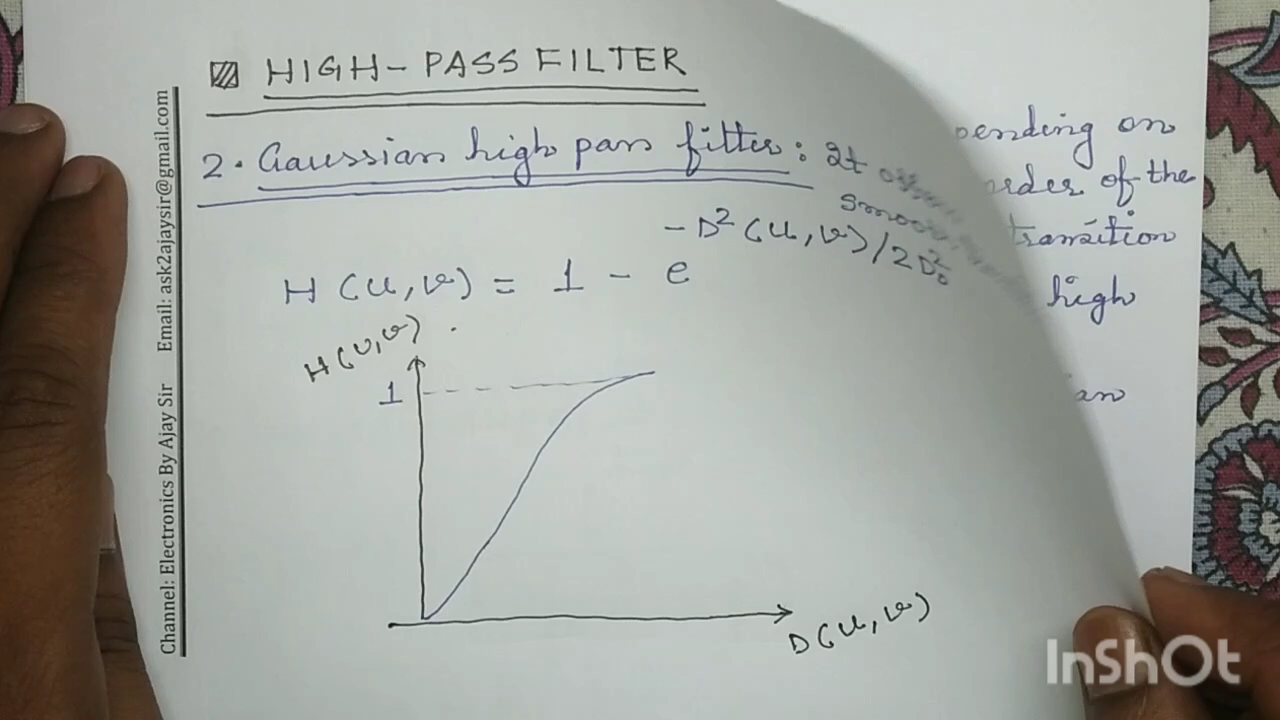 HIGH-PASS FILTER
2. Gaussian high pass filter: It
pending on
order of the
transition
high
an
- D² (u, v) / 2D₀²
H (u, v) = 1 - e
H(u,v)
1
D(u, v)
Channel: Electronics By Ajay Sir Email: ask2ajaysir@gmail.com
InShOt